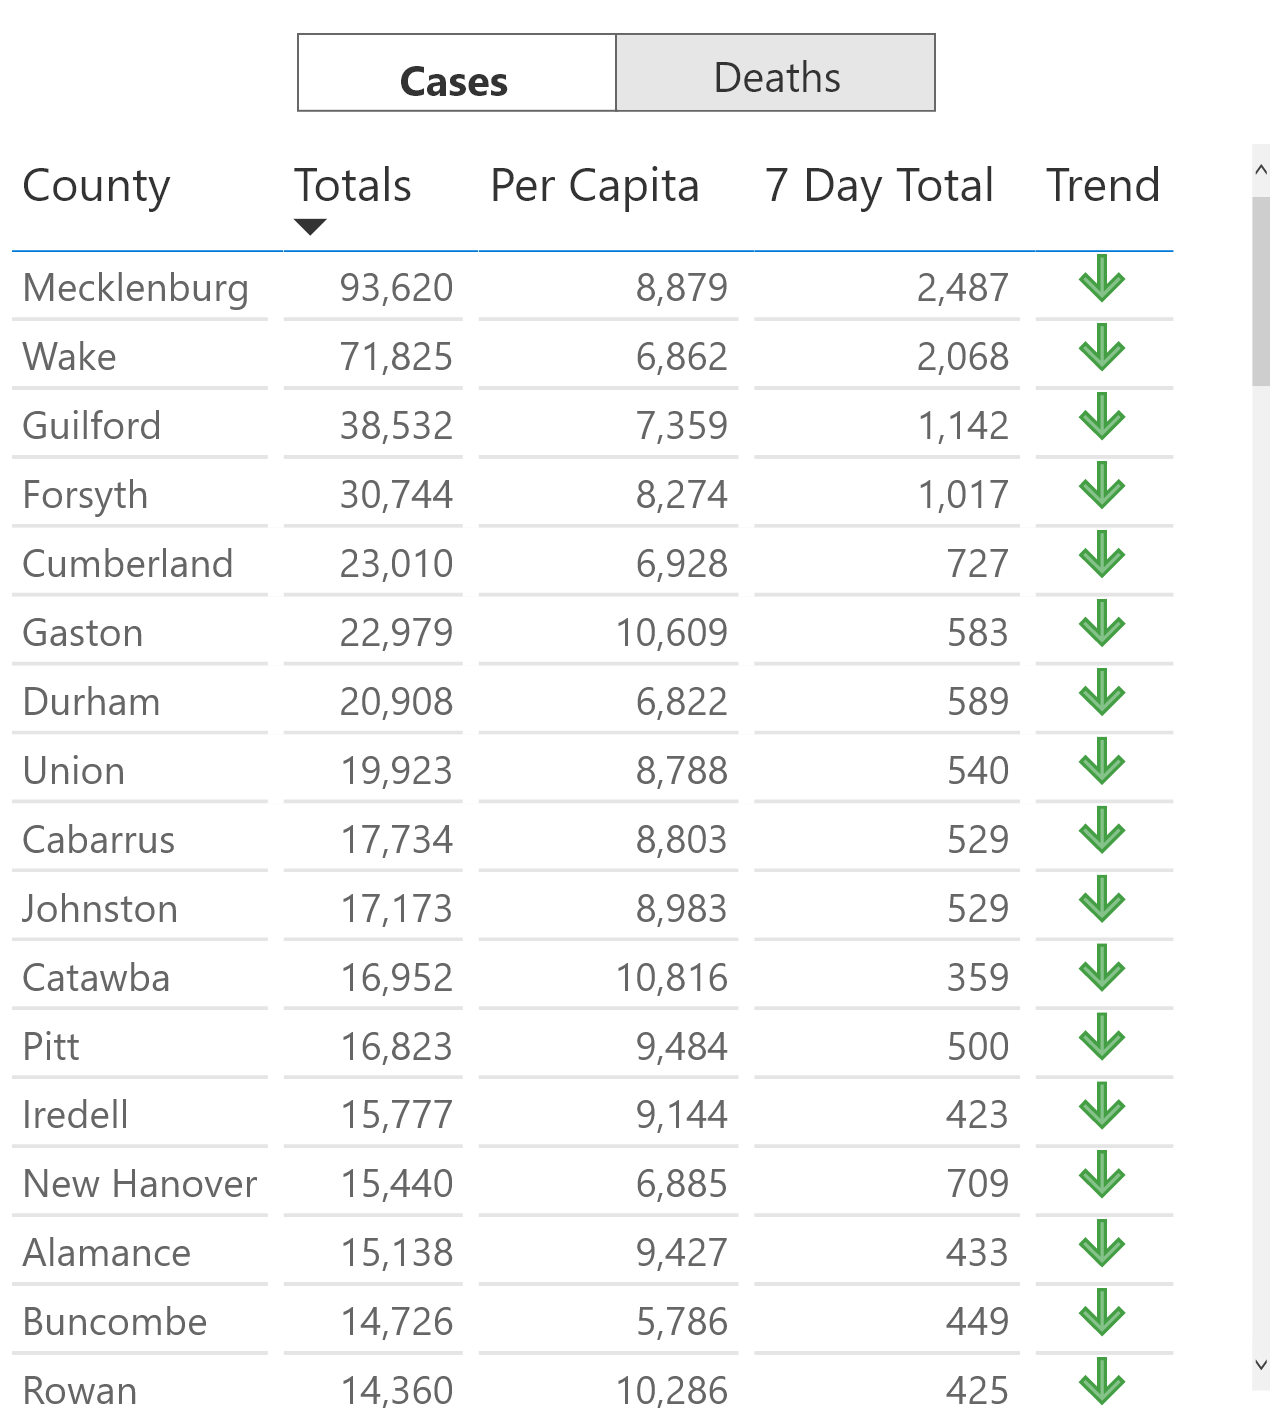 Cases Deaths
County Totals Per Capita 7 Day Total Trend
Mecklenburg 93,620 8,879 2,487
Wake 71,825 6,862 2,068
Guilford 38,532 7,359 1,142
Forsyth 30,744 8,274 1,017
Cumberland 23,010 6,928 727
Gaston 22,979 10,609 583
Durham 20,908 6,822 589
Union 19,923 8,788 540
Cabarrus 17,734 8,803 529
Johnston 17,173 8,983 529
Catawba 16,952 10,816 359
Pitt 16,823 9,484 500
Iredell 15,777 9,144 423
New Hanover 15,440 6,885 709
Alamance 15,138 9,427 433
Buncombe 14,726 5,786 449
Rowan 14,360 10,286 425